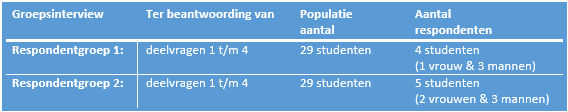 Groepsinterview Ter beantwoording van Populatie aantal Aantal respondenten
Respondentgroep 1: deelvragen 1 t/m 4 29 studenten 4 studenten
(1 vrouw & 3 mannen)
Respondentgroep 2: deelvragen 1 t/m 4 29 studenten 5 studenten
(2 vrouwen & 3 mannen)